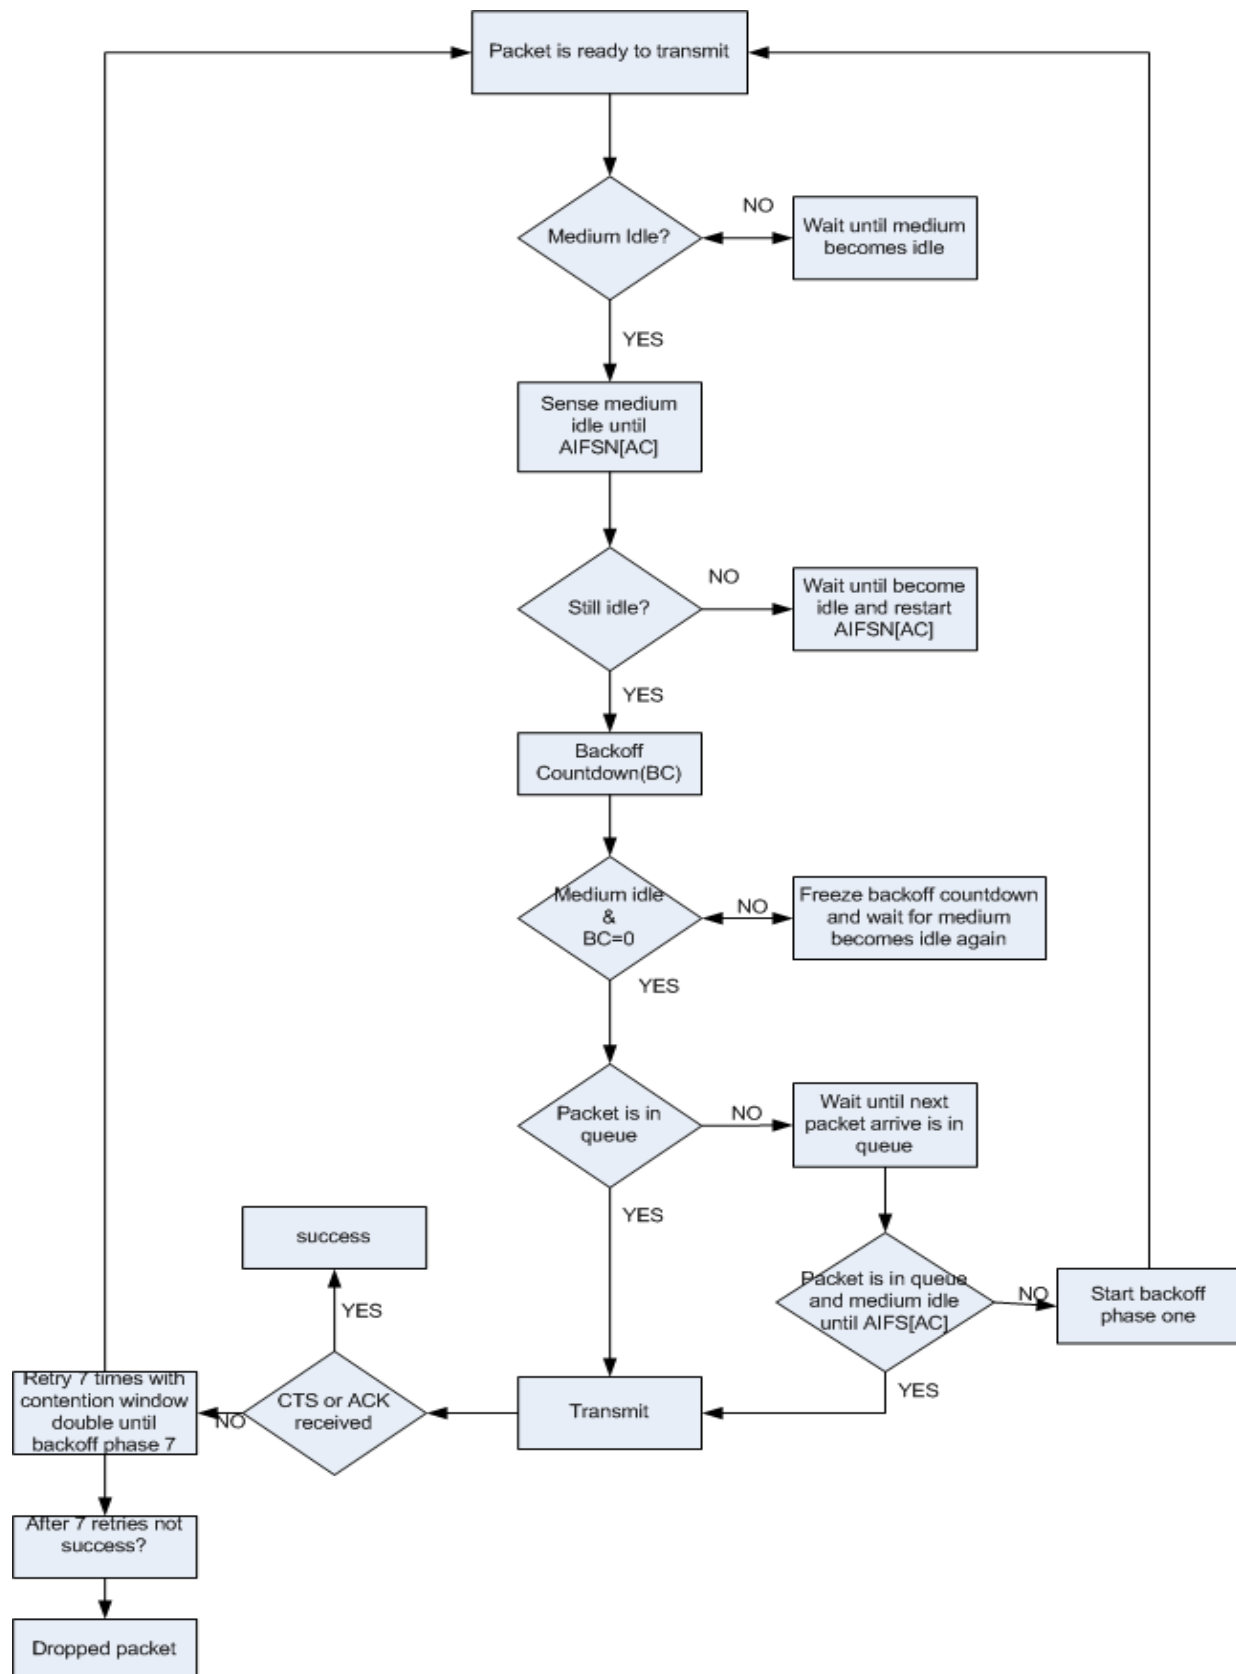 Packet is ready to transmit
Medium Idle?
NO
Wait until medium
becomes idle
YES
Sense medium
idle until
AIFSN[AC]
Still idle?
NO
Wait until become
idle and restart
AIFSN[AC]
YES
Backoff
Countdown(BC)
Medium idle
&
BC=0
NO
Freeze backoff countdown
and wait for medium
becomes idle again
YES
Packet is in
queue
NO
Wait until next
packet arrive is in
queue
YES
Packet is in queue
and medium idle
until AIFS[AC]
NO
Start backoff
phase one
YES
Transmit
CTS or ACK
received
YES
success
NO
Retry 7 times with
contention window
double until
backoff phase 7
After 7 retries not
success?
Dropped packet